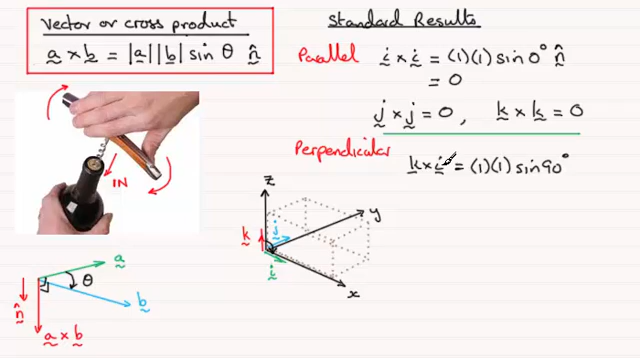 Vector or cross product
a × b = |a||b| sin θ n̂
Standard Results
Parallel i × i = (1)(1) sin 0° n̂
= 0
j × j = 0 , k × k = 0
Perpendicular
k × i = (1)(1) sin 90°
IN
z
y
x
k
j
i
a
θ
b
n̂
a × b